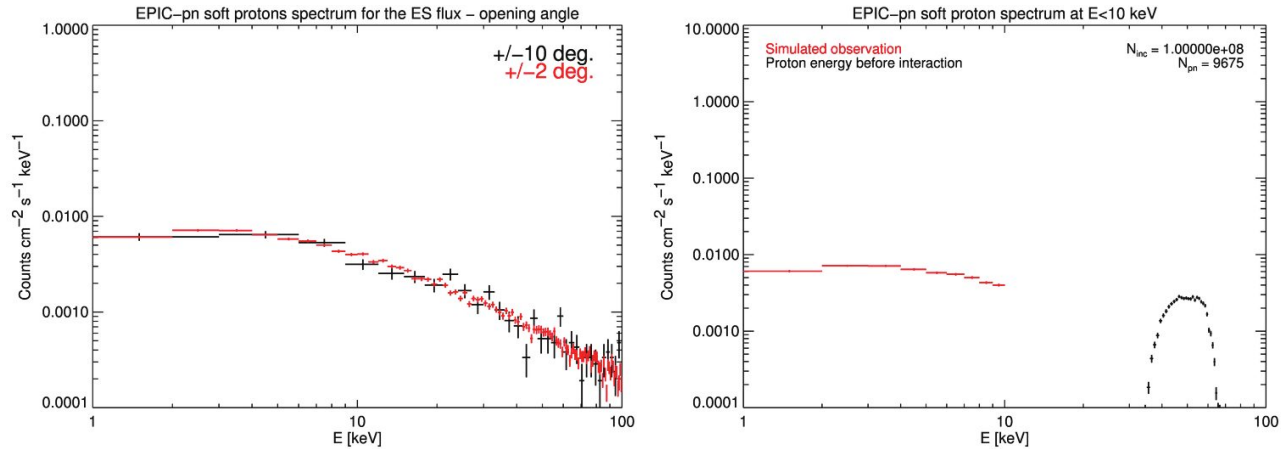 EPIC-pn soft protons spectrum for the ES flux - opening angle
+/-10 deg.
+/-2 deg.
Counts cm⁻² s⁻¹ keV⁻¹
1.0000
0.1000
0.0100
0.0010
0.0001
1 10 100
E [keV]
EPIC-pn soft proton spectrum at E<10 keV
Simulated observation
Proton energy before interaction
N_inc = 1.00000e+08
N_pn = 9675
Counts cm⁻² s⁻¹ keV⁻¹
10.0000
1.0000
0.1000
0.0100
0.0010
0.0001
1 10 100
E [keV]